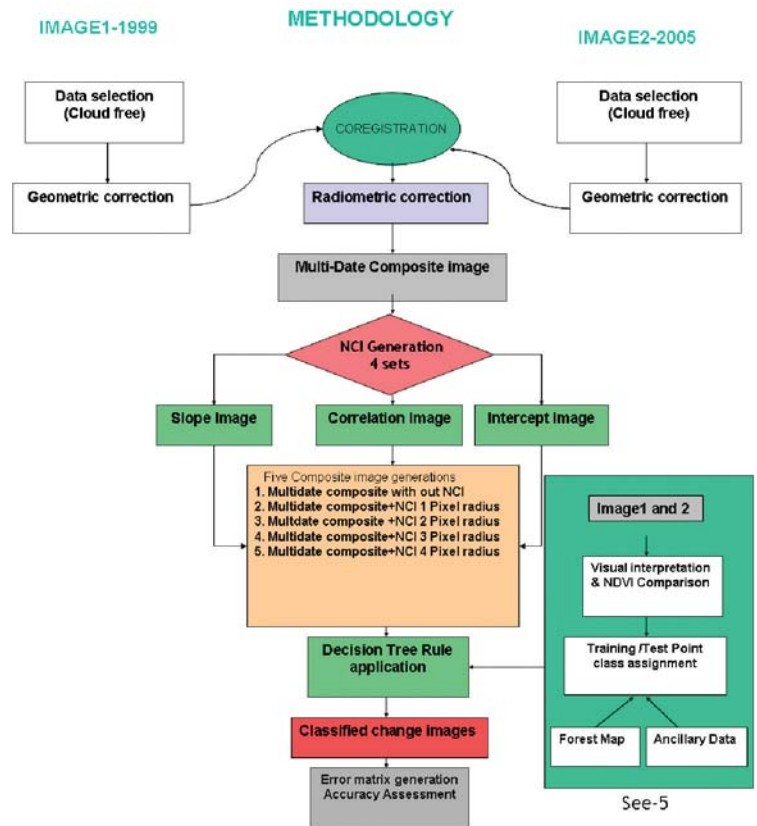 METHODOLOGY
IMAGE1-1999
IMAGE2-2005
Data selection
(Cloud free)
Geometric correction
COREGISTRATION
Data selection
(Cloud free)
Geometric correction
Radiometric correction
Multi-Date Composite image
NCI Generation
4 sets
Slope Image
Correlation Image
Intercept Image
Five Composite image generations
1. Multidate composite with out NCI
2. Multidate composite+NCI 1 Pixel radius
3. Multdate composite +NCI 2 Pixel radius
4. Multidate composite+NCI 3 Pixel radius
5. Multidate composite+NCI 4 Pixel radius
Image1 and 2
Visual interpretation
& NDVI Comparison
Training /Test Point
class assignment
Forest Map
Ancillary Data
See-5
Decision Tree Rule
application
Classified change images
Error matrix generation
Accuracy Assessment